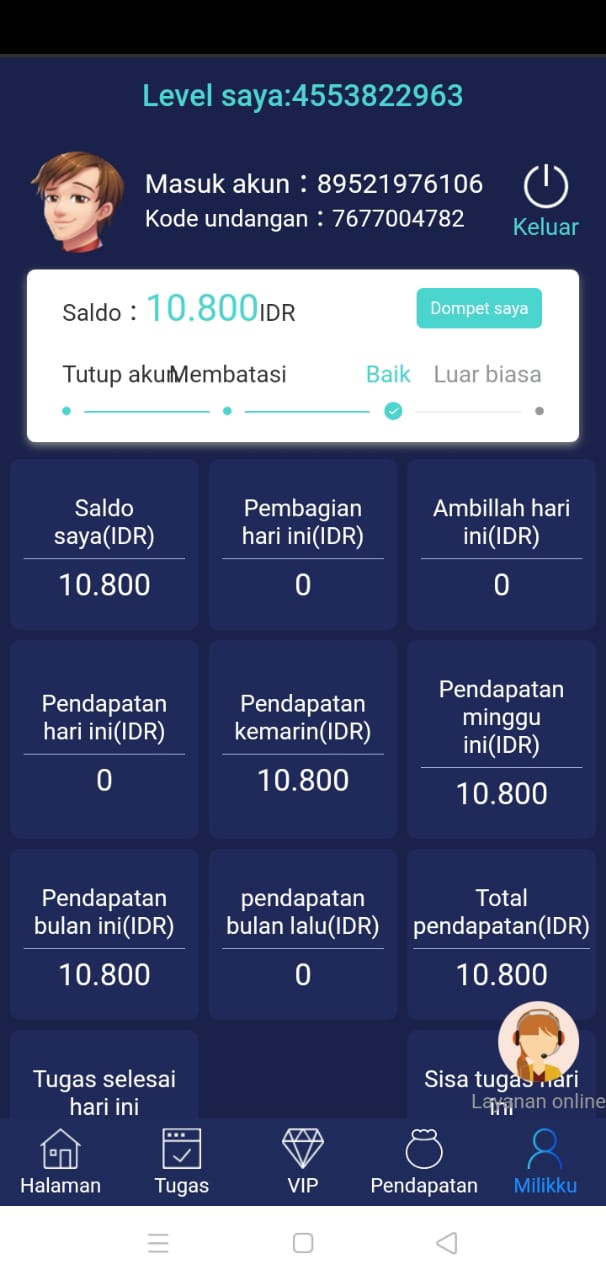 Level saya:4553822963
Masuk akun：89521976106
Kode undangan：7677004782
Keluar
Saldo：10.800IDR
Dompet saya
Tutup akun
Membatasi
Baik
Luar biasa
Saldo
saya(IDR)
10.800
Pembagian
hari ini(IDR)
0
Ambillah hari
ini(IDR)
0
Pendapatan
hari ini(IDR)
0
Pendapatan
kemarin(IDR)
10.800
Pendapatan
minggu
ini(IDR)
10.800
Pendapatan
bulan ini(IDR)
10.800
pendapatan
bulan lalu(IDR)
0
Total
pendapatan(IDR)
10.800
Tugas selesai
hari ini
Sisa tugas hari
ini
Layanan online
Halaman
Tugas
VIP
Pendapatan
Milikku